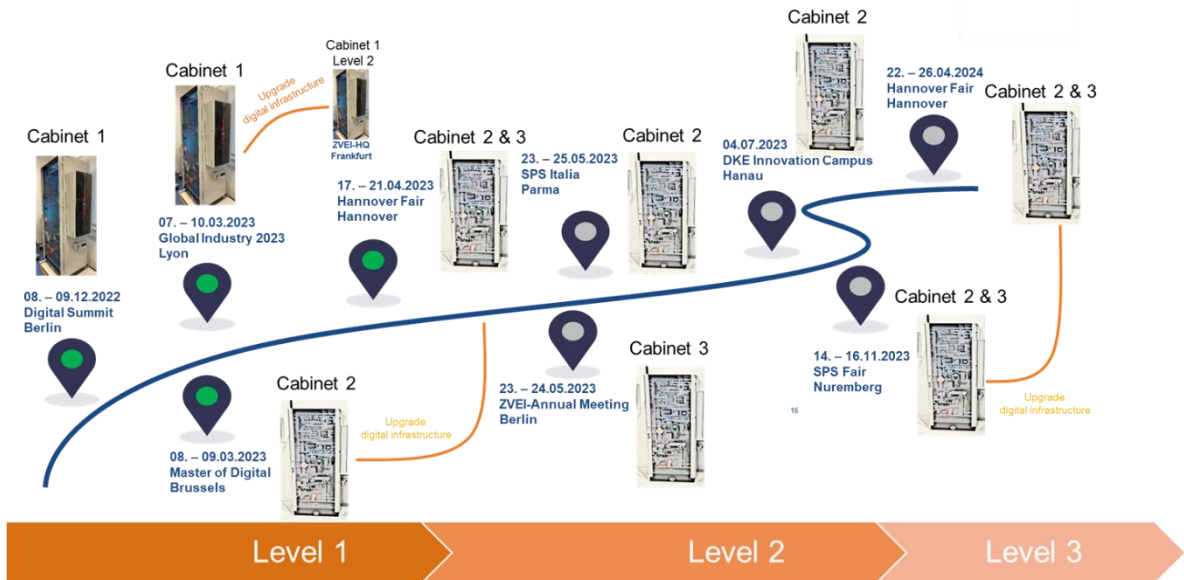 Cabinet 1
08. – 09.12.2022
Digital Summit
Berlin
Cabinet 1
07. – 10.03.2023
Global Industry 2023
Lyon
Upgrade
digital infrastructure
Cabinet 1
Level 2
ZVEI-HQ
Frankfurt
08. – 09.03.2023
Master of Digital
Brussels
Cabinet 2
Upgrade
digital infrastructure
17. – 21.04.2023
Hannover Fair
Hannover
Cabinet 2 & 3
23. – 25.05.2023
SPS Italia
Parma
Cabinet 2
23. – 24.05.2023
ZVEI-Annual Meeting
Berlin
Cabinet 3
04.07.2023
DKE Innovation Campus
Hanau
Cabinet 2
14. – 16.11.2023
SPS Fair
Nuremberg
Cabinet 2 & 3
Upgrade
digital infrastructure
22. – 26.04.2024
Hannover Fair
Hannover
Cabinet 2 & 3
15
Level 1
Level 2
Level 3